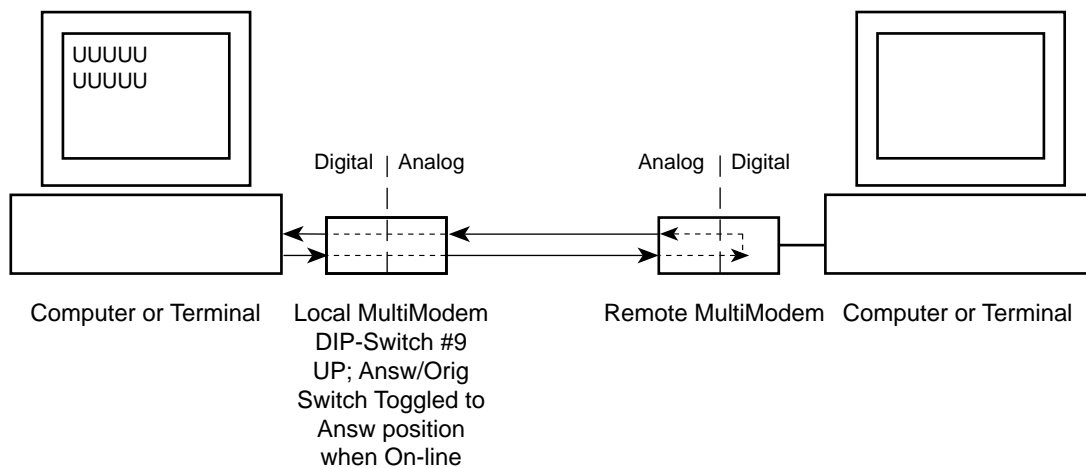 UUUUU
UUUUU
Digital Analog
Analog Digital
Computer or Terminal
Local MultiModem
DIP-Switch #9
UP; Answ/Orig
Switch Toggled to
Answ position
when On-line
Remote MultiModem
Computer or Terminal